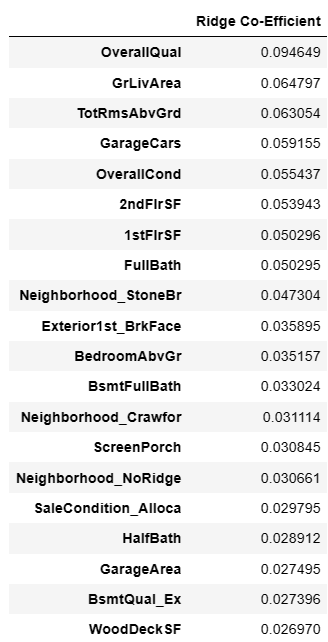 Ridge Co-Efficient
OverallQual 0.094649
GrLivArea 0.064797
TotRmsAbvGrd 0.063054
GarageCars 0.059155
OverallCond 0.055437
2ndFlrSF 0.053943
1stFlrSF 0.050296
FullBath 0.050295
Neighborhood_StoneBr 0.047304
Exterior1st_BrkFace 0.035895
BedroomAbvGr 0.035157
BsmtFullBath 0.033024
Neighborhood_Crawfor 0.031114
ScreenPorch 0.030845
Neighborhood_NoRidge 0.030661
SaleCondition_Alloca 0.029795
HalfBath 0.028912
GarageArea 0.027495
BsmtQual_Ex 0.027396
WoodDeckSF 0.026970